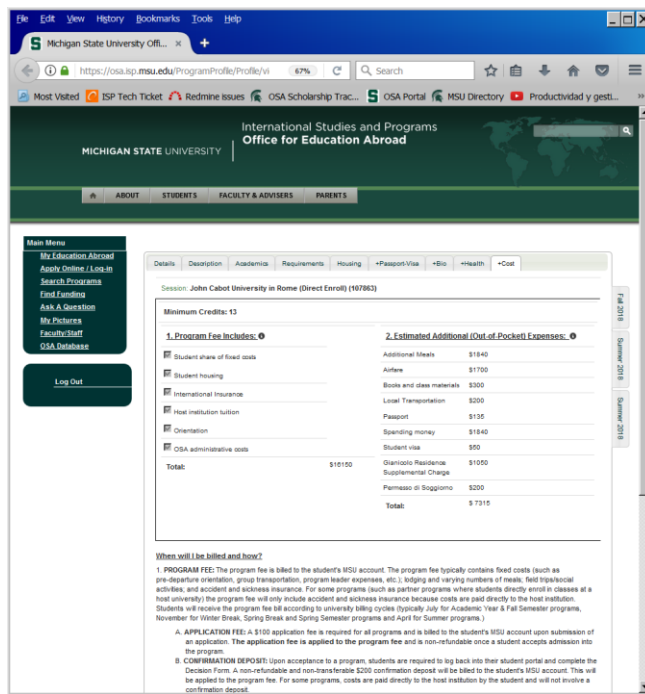 File Edit View History Bookmarks Tools Help
Michigan State University Offi... × +
https://osa.isp.msu.edu/ProgramProfile/Profile/vi 67% Search
Most Visited ISP Tech Ticket Redmine issues OSA Scholarship Trac... OSA Portal MSU Directory Productividad y gesti... »
International Studies and Programs
MICHIGAN STATE UNIVERSITY Office for Education Abroad
ABOUT STUDENTS FACULTY & ADVISERS PARENTS
Main Menu
My Education Abroad
Apply Online / Log-in
Search Programs
Find Funding
Ask A Question
My Pictures
Faculty/Staff
OSA Database
Log Out
Details Description Academics Requirements Housing +Passport-Visa +Bio +Health +Cost
Session: John Cabot University in Rome (Direct Enroll) (107863)
Fall 2018
Summer 2018
Summer 2018
Minimum Credits: 13
1. Program Fee Includes:
Student share of fixed costs
Student housing
International Insurance
Host institution tuition
Orientation
OSA administrative costs
Total: $16150
2. Estimated Additional (Out-of-Pocket) Expenses:
Additional Meals $1840
Airfare $1700
Books and class materials $300
Local Transportation $200
Passport $135
Spending money $1840
Student visa $50
Gianicolo Residence $1050
Supplemental Charge
Permesso di Soggiorno $200
Total: $ 7315
When will I be billed and how?
1. PROGRAM FEE: The program fee is billed to the student's MSU account. The program fee typically contains fixed costs (such as
pre-departure orientation, group transportation, program leader expenses, etc.); lodging and varying numbers of meals; field trips/social
activities; and accident and sickness insurance. For some programs (such as partner programs where students directly enroll in classes at a
host university) the program fee will only include accident and sickness insurance because costs are paid directly to the host institution.
Students will receive the program fee bill according to university billing cycles (typically July for Academic Year & Fall Semester programs,
November for Winter Break, Spring Break and Spring Semester programs and April for Summer programs.)
A. APPLICATION FEE: A $100 application fee is required for all programs and is billed to the student's MSU account upon submission of
an application. The application fee is applied to the program fee and is non-refundable once a student accepts admission into
the program.
B. CONFIRMATION DEPOSIT: Upon acceptance to a program, students are required to log back into their student portal and complete the
Decision Form. A non-refundable and non-transferable $200 confirmation deposit will be billed to the student's MSU account. This will
be applied to the program fee. For some programs, costs are paid directly to the host institution by the student and will not involve a
confirmation deposit.